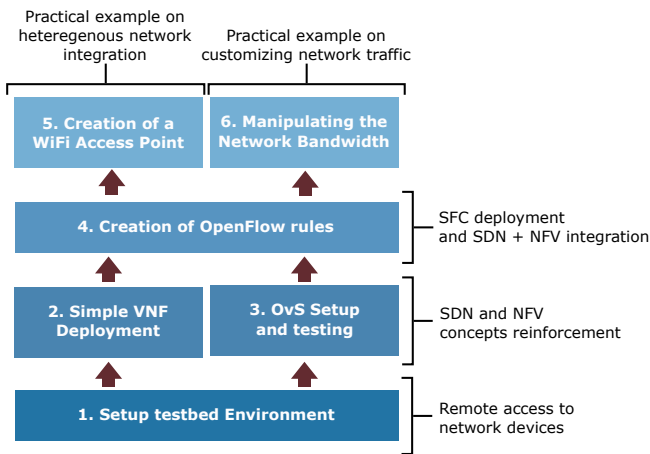 Practical example on
heteregenous network
integration
Practical example on
customizing network traffic
5. Creation of a
WiFi Access Point
6. Manipulating the
Network Bandwidth
4. Creation of OpenFlow rules
SFC deployment
and SDN + NFV integration
2. Simple VNF
Deployment
3. OvS Setup
and testing
SDN and NFV
concepts reinforcement
1. Setup testbed Environment
Remote access to
network devices